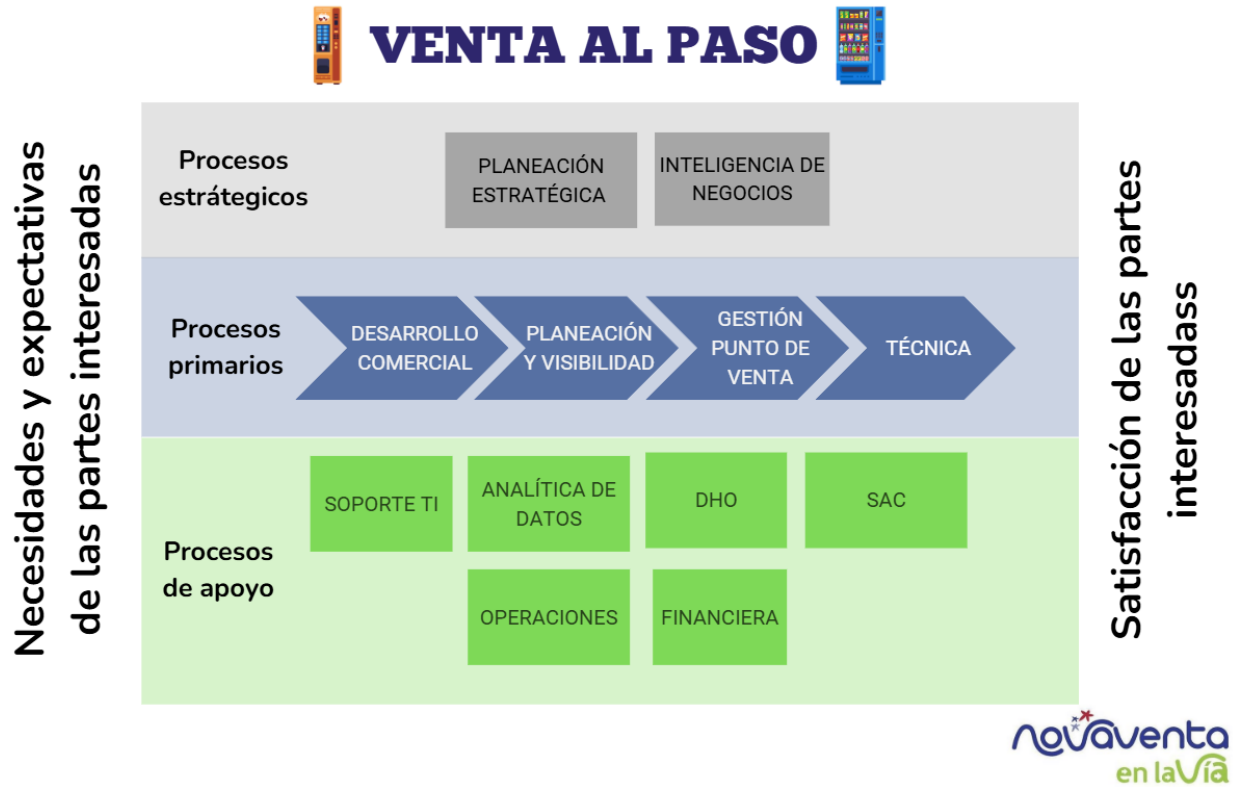 VENTA AL PASO
Necesidades y expectativas
de las partes interesadas
Procesos
estrátegicos
PLANEACIÓN
ESTRATÉGICA
INTELIGENCIA DE
NEGOCIOS
Procesos
primarios
DESARROLLO
COMERCIAL
PLANEACIÓN
Y VISIBILIDAD
GESTIÓN
PUNTO DE
VENTA
TÉCNICA
Procesos
de apoyo
SOPORTE TI
ANALÍTICA DE
DATOS
DHO
SAC
OPERACIONES
FINANCIERA
Satisfacción de las partes
interesadass
novaventa
en la Vía